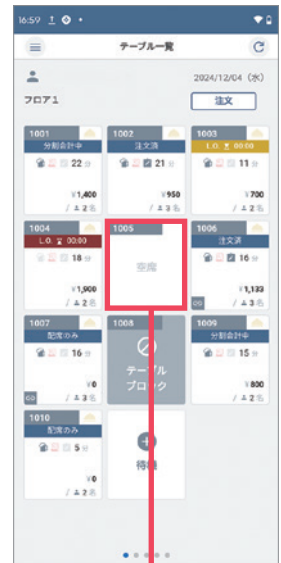 16:59
テーブル一覧
2024/12/04 (水)
フロア1
注文
1001
分割会計中
22 分
¥1,400
/ 2名
1002
注文済
21 分
¥950
/ 3名
1003
L.O. 00:00
11 分
¥700
/ 2名
1004
L.O. 00:00
18 分
¥1,900
/ 2名
1005
空席
1006
注文済
16 分
¥1,133
/ 2名
1007
配席のみ
16 分
¥0
/ 3名
1008
テーブル
ブロック
1009
分割会計中
15 分
¥800
/ 2名
1010
配席のみ
5 分
¥0
/ 2名
待機